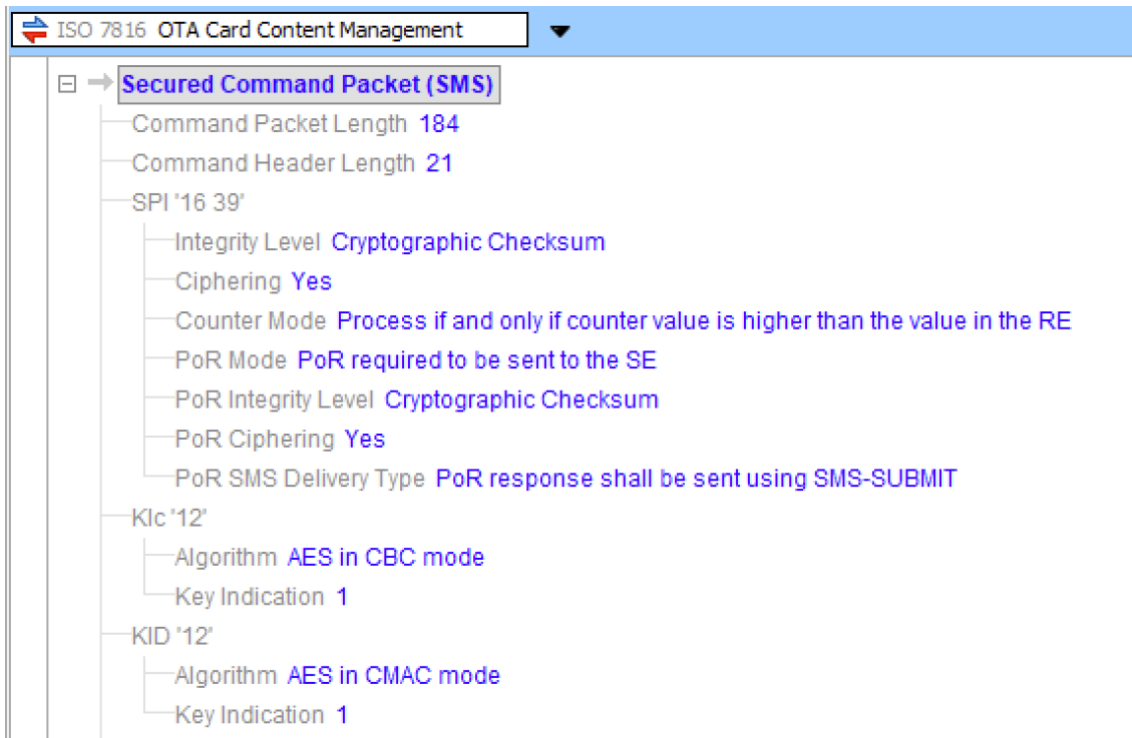 ISO 7816 OTA Card Content Management
Secured Command Packet (SMS)
Command Packet Length 184
Command Header Length 21
SPI '16 39'
Integrity Level Cryptographic Checksum
Ciphering Yes
Counter Mode Process if and only if counter value is higher than the value in the RE
PoR Mode PoR required to be sent to the SE
PoR Integrity Level Cryptographic Checksum
PoR Ciphering Yes
PoR SMS Delivery Type PoR response shall be sent using SMS-SUBMIT
KIc '12'
Algorithm AES in CBC mode
Key Indication 1
KID '12'
Algorithm AES in CMAC mode
Key Indication 1